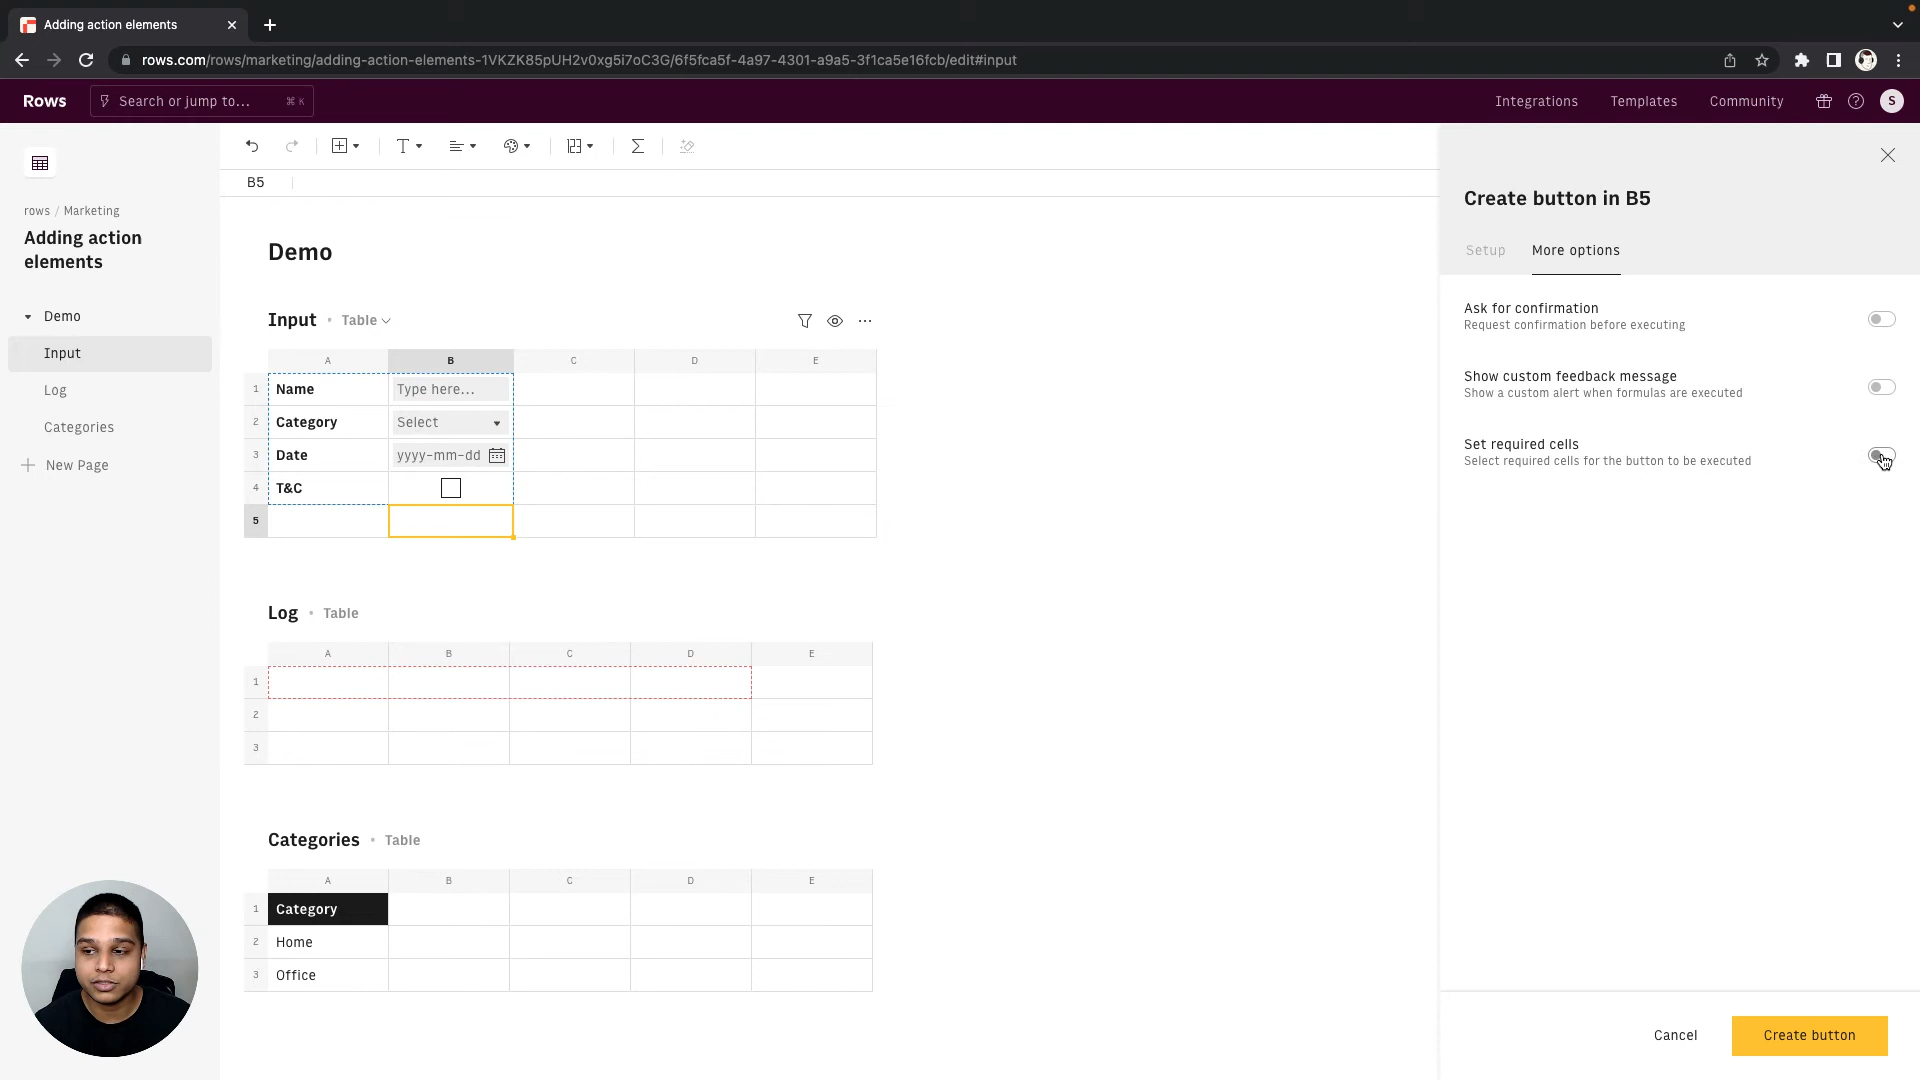 Adding action elements
rows.com/rows/marketing/adding-action-elements-1VKZK85pUH2v0xg5i7oC3G/6f5fca5f-4a97-4301-a9a5-3f1ca5e16fcb/edit#input
Rows
Search or jump to... ⌘ K
Integrations
Templates
Community
S
B5
rows / Marketing
Adding action
elements
Demo
Input
Log
Categories
New Page
Demo
Input • Table
A B C D E
1 Name Type here...
2 Category Select
3 Date yyyy-mm-dd
4 T&C
5
Log • Table
A B C D E
1
2
3
Categories • Table
A B C D E
1 Category
2 Home
3 Office
Create button in B5
Setup More options
Ask for confirmation
Request confirmation before executing
Show custom feedback message
Show a custom alert when formulas are executed
Set required cells
Select required cells for the button to be executed
Cancel Create button